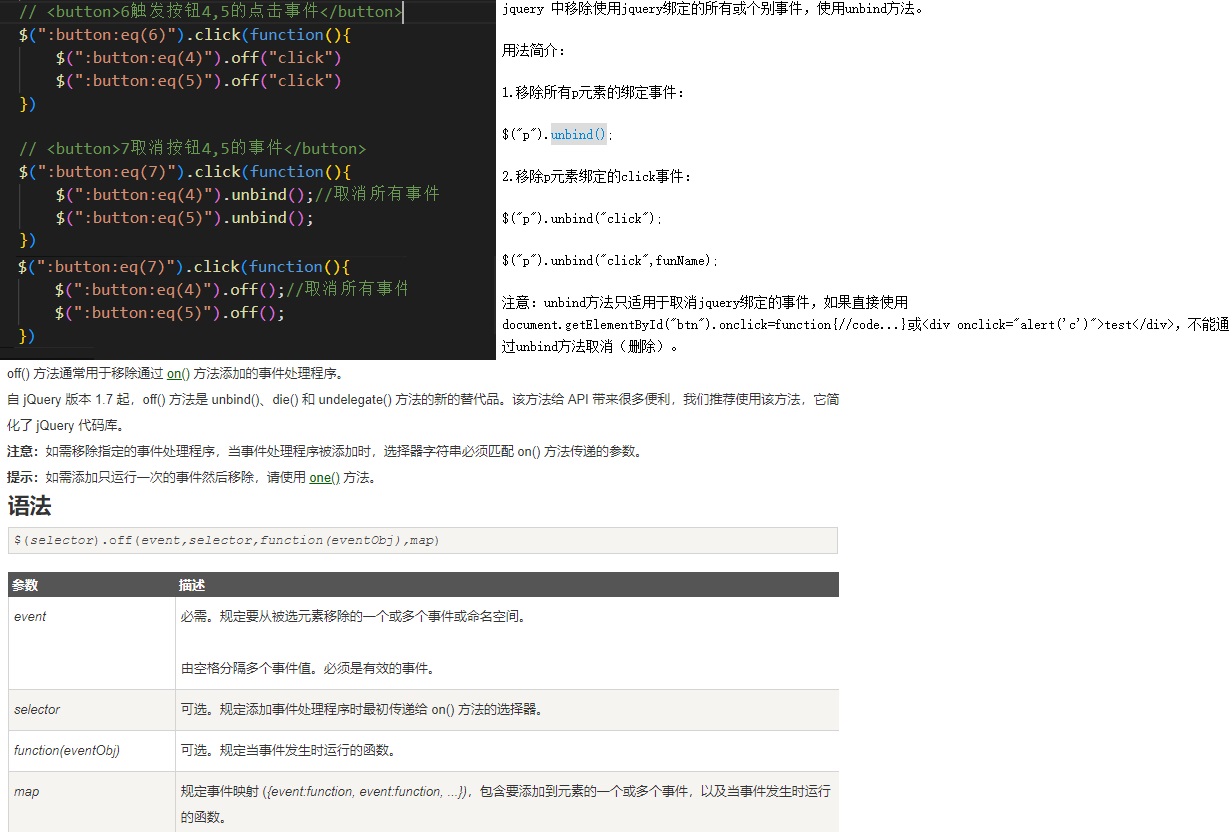 // <button>6触发按钮4,5的点击事件</button>
$(":button:eq(6)").click(function(){
$(":button:eq(4)").off("click")
$(":button:eq(5)").off("click")
})
// <button>7取消按钮4,5的事件</button>
$(":button:eq(7)").click(function(){
$(":button:eq(4)").unbind();//取消所有事件
$(":button:eq(5)").unbind();
})
$(":button:eq(7)").click(function(){
$(":button:eq(4)").off();//取消所有事件
$(":button:eq(5)").off();
})
jquery 中移除使用jquery绑定的所有或个别事件，使用unbind方法。
用法简介：
1.移除所有p元素的绑定事件：
$("p").unbind();
2.移除p元素绑定的click事件：
$("p").unbind("click");
$("p").unbind("click",funName);
注意：unbind方法只适用于取消jquery绑定的事件，如果直接使用
document.getElementById("btn").onclick=function{//code...}或<div onclick="alert('c')">test</div>，不能通
过unbind方法取消（删除）。
off() 方法通常用于移除通过 on() 方法添加的事件处理程序。
自 jQuery 版本 1.7 起，off() 方法是 unbind()、die() 和 undelegate() 方法的新的替代品。该方法给 API 带来很多便利，我们推荐使用该方法，它简
化了 jQuery 代码库。
注意：如需移除指定的事件处理程序，当事件处理程序被添加时，选择器字符串必须匹配 on() 方法传递的参数。
提示：如需添加只运行一次的事件然后移除，请使用 one() 方法。
语法
$(selector).off(event,selector,function(eventObj),map)
参数 描述
event 必需。规定要从被选元素移除的一个或多个事件或命名空间。
由空格分隔多个事件值。必须是有效的事件。
selector 可选。规定添加事件处理程序时最初传递给 on() 方法的选择器。
function(eventObj) 可选。规定当事件发生时运行的函数。
map 规定事件映射 ({event:function, event:function, ...})，包含要添加到元素的一个或多个事件，以及当事件发生时运行
的函数。